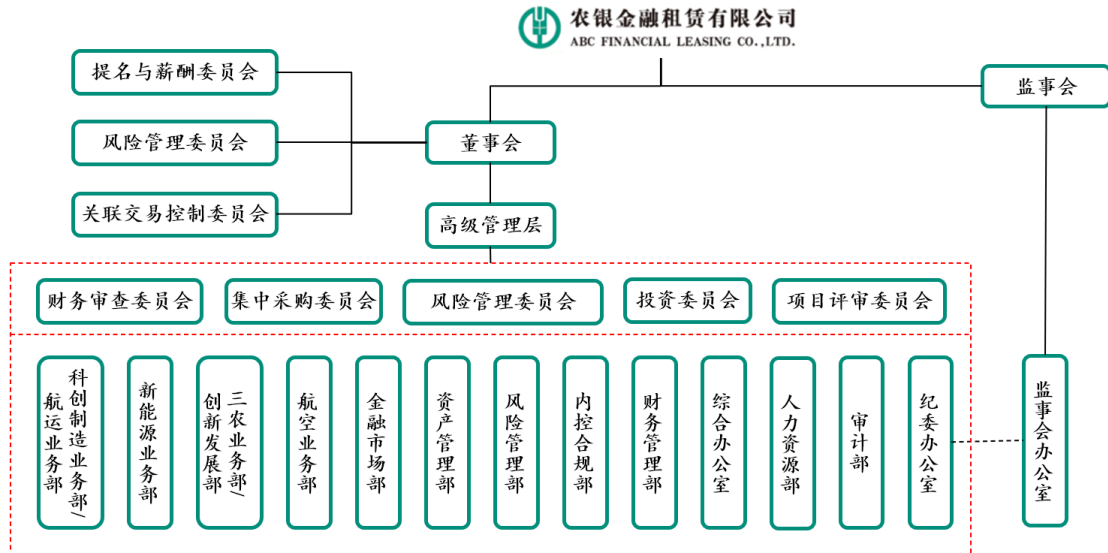 农银金融租赁有限公司
ABC FINANCIAL LEASING CO.,LTD.
提名与薪酬委员会
监事会
风险管理委员会
董事会
关联交易控制委员会
高级管理层
财务审查委员会
集中采购委员会
风险管理委员会
投资委员会
项目评审委员会
科创制造业务部/
航运业务部
新能源业务部
三农业务部/
创新发展部
航空业务部
金融市场部
资产管理部
风险管理部
内控合规部
财务管理部
综合办公室
人力资源部
审计部
纪委办公室
监事会办公室